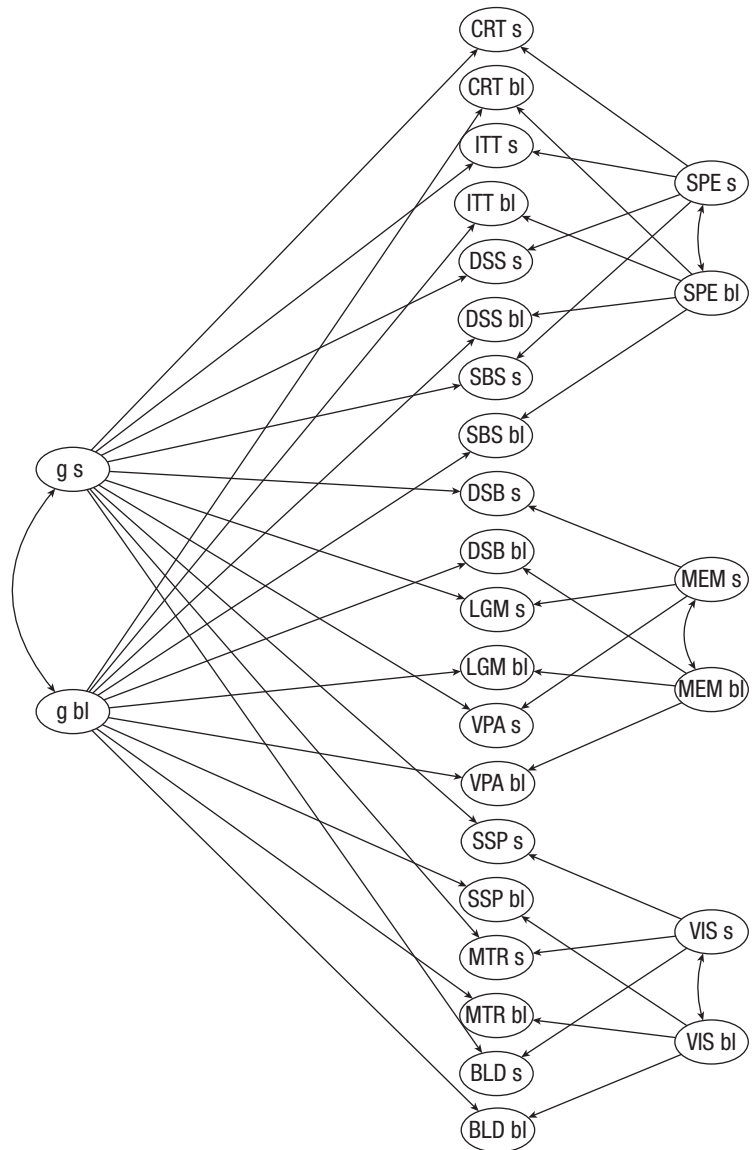 CRT s
CRT bl
ITT s
SPE s
ITT bl
DSS s
SPE bl
DSS bl
SBS s
SBS bl
g s
DSB s
DSB bl
MEM s
LGM s
LGM bl
MEM bl
g bl
VPA s
VPA bl
SSP s
SSP bl
VIS s
MTR s
MTR bl
VIS bl
BLD s
BLD bl